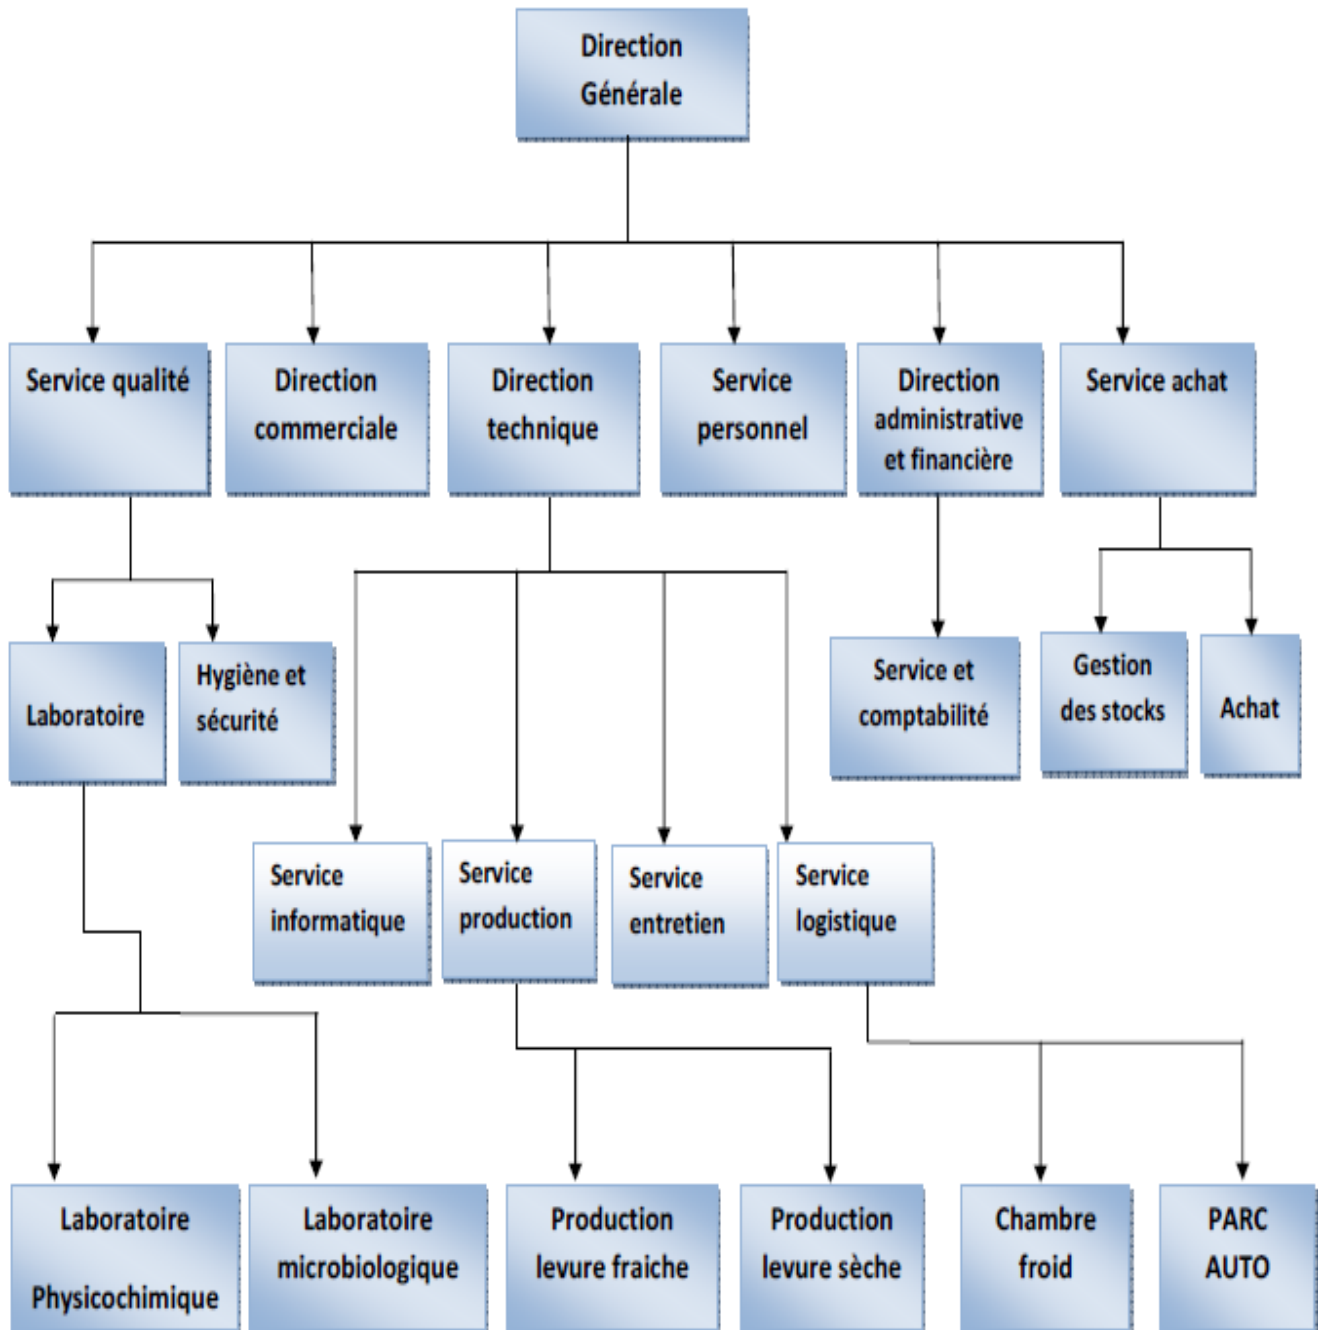 Direction
Générale
Service qualité
Direction
commerciale
Direction
technique
Service
personnel
Direction
administrative
et financière
Service achat
Laboratoire
Hygiène et
sécurité
Service et
comptabilité
Gestion
des stocks
Achat
Service
informatique
Service
production
Service
entretien
Service
logistique
Laboratoire
Physicochimique
Laboratoire
microbiologique
Production
levure fraiche
Production
levure sèche
Chambre
froid
PARC
AUTO